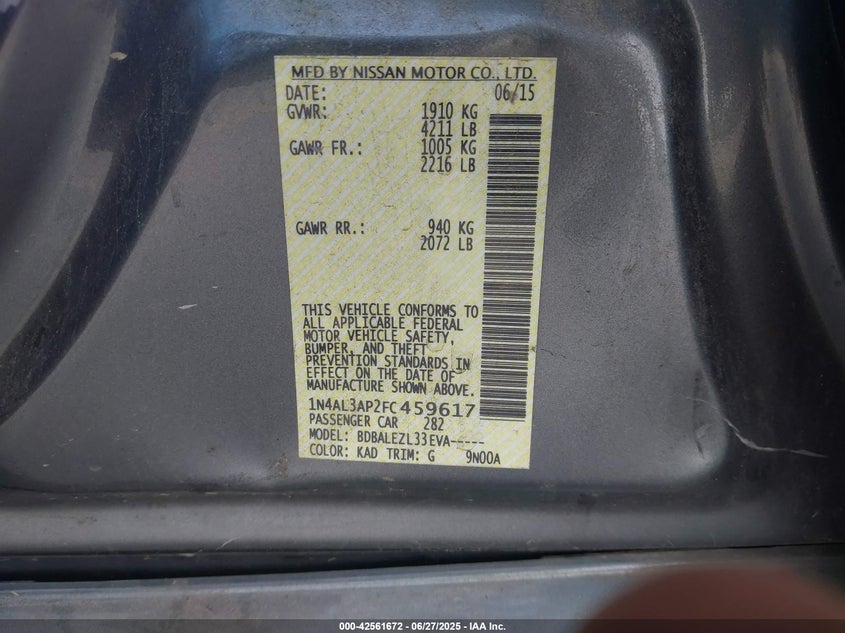 MFD BY NISSAN MOTOR CO., LTD.
DATE: 06/15
GVWR: 1910 KG
4211 LB
GAWR FR.: 1005 KG
2216 LB
GAWR RR.: 940 KG
2072 LB
THIS VEHICLE CONFORMS TO
ALL APPLICABLE FEDERAL
MOTOR VEHICLE SAFETY,
BUMPER, AND THEFT
PREVENTION STANDARDS IN
EFFECT ON THE DATE OF
MANUFACTURE SHOWN ABOVE.
1N4AL3AP2FC459617
PASSENGER CAR 282
MODEL: BDBALEZL33EVA-----
COLOR: KAD TRIM: G 9N00A
000-42561672 | 06/27/2025 - IAA Inc.